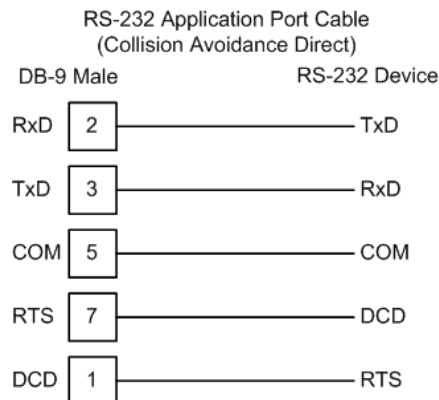 RS-232 Application Port Cable
(Collision Avoidance Direct)
DB-9 Male RS-232 Device
RxD 2 TxD
TxD 3 RxD
COM 5 COM
RTS 7 DCD
DCD 1 RTS